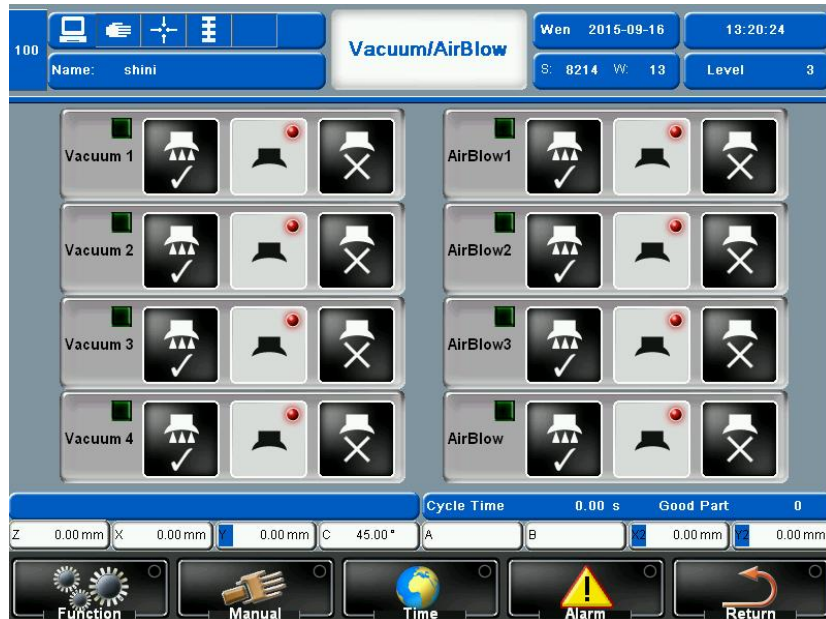 100
Vacuum/AirBlow
Wen 2015-09-16
13:20:24
Name: shini
S: 8214 W: 13
Level 3
Vacuum 1
AirBlow1
Vacuum 2
AirBlow2
Vacuum 3
AirBlow3
Vacuum 4
AirBlow
Cycle Time 0.00 s Good Part 0
Z 0.00 mm X 0.00 mm Y 0.00 mm C 45.00° A B X2 0.00 mm Y2 0.00 mm
Function Manual Time Alarm Return